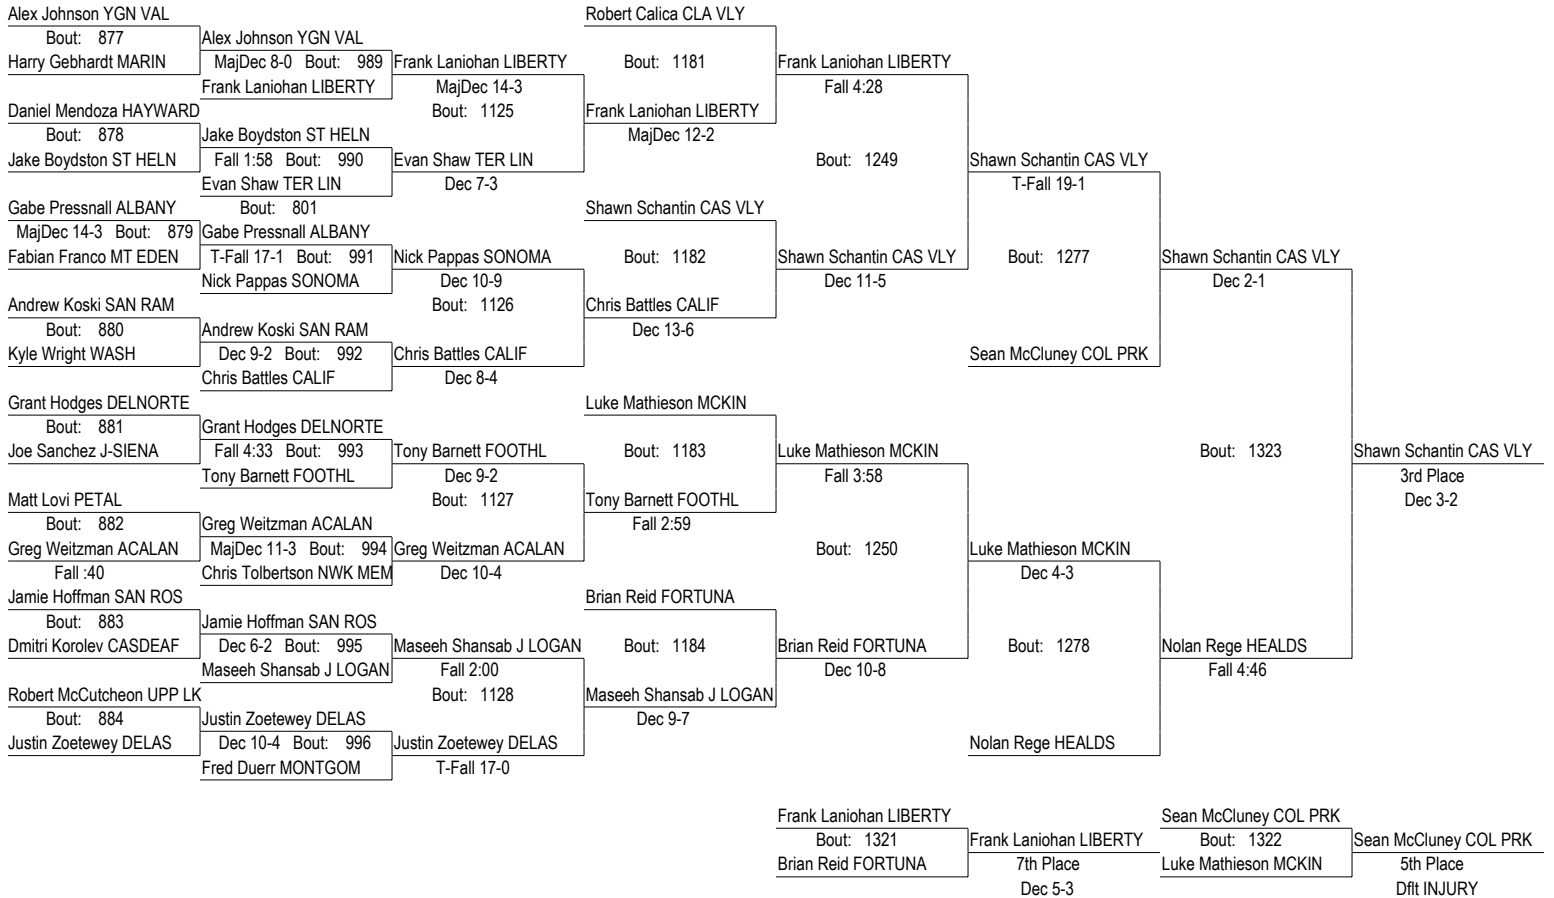 Alex Johnson YGN VAL Robert Calica CLA VLY
Bout: 877 Alex Johnson YGN VAL
Harry Gebhardt MARIN MajDec 8-0 Bout: 989 Frank Laniohan LIBERTY Bout: 1181 Frank Laniohan LIBERTY
Frank Laniohan LIBERTY MajDec 14-3 Fall 4:28
Daniel Mendoza HAYWARD Bout: 1125 Frank Laniohan LIBERTY
Bout: 878 Jake Boydston ST HELN MajDec 12-2
Jake Boydston ST HELN Fall 1:58 Bout: 990 Evan Shaw TER LIN Bout: 1249 Shawn Schantin CAS VLY
Evan Shaw TER LIN Dec 7-3 T-Fall 19-1
Gabe Pressnall ALBANY Bout: 801 Shawn Schantin CAS VLY
MajDec 14-3 Bout: 879 Gabe Pressnall ALBANY
Fabian Franco MT EDEN T-Fall 17-1 Bout: 991 Nick Pappas SONOMA Bout: 1182 Shawn Schantin CAS VLY Bout: 1277 Shawn Schantin CAS VLY
Nick Pappas SONOMA Dec 10-9 Dec 11-5 Dec 2-1
Andrew Koski SAN RAM Bout: 1126 Chris Battles CALIF
Bout: 880 Andrew Koski SAN RAM Dec 13-6
Kyle Wright WASH Dec 9-2 Bout: 992 Chris Battles CALIF Sean McCluney COL PRK
Chris Battles CALIF Dec 8-4
Grant Hodges DELNORTE Luke Mathieson MCKIN
Bout: 881 Grant Hodges DELNORTE
Joe Sanchez J-SIENA Fall 4:33 Bout: 993 Tony Barnett FOOTHL Bout: 1183 Luke Mathieson MCKIN Bout: 1323 Shawn Schantin CAS VLY
Tony Barnett FOOTHL Dec 9-2 Fall 3:58 3rd Place
Matt Lovi PETAL Bout: 1127 Tony Barnett FOOTHL Dec 3-2
Bout: 882 Greg Weitzman ACALAN Fall 2:59
Greg Weitzman ACALAN MajDec 11-3 Bout: 994 Greg Weitzman ACALAN Bout: 1250 Luke Mathieson MCKIN
Fall :40 Chris Tolbertson NWK MEM Dec 10-4 Dec 4-3
Jamie Hoffman SAN ROS Brian Reid FORTUNA
Bout: 883 Jamie Hoffman SAN ROS
Dmitri Korolev CASDEAF Dec 6-2 Bout: 995 Maseeh Shansab J LOGAN Bout: 1184 Brian Reid FORTUNA Bout: 1278 Nolan Rege HEALDS
Maseeh Shansab J LOGAN Fall 2:00 Dec 10-8 Fall 4:46
Robert McCutcheon UPP LK Bout: 1128 Maseeh Shansab J LOGAN
Bout: 884 Justin Zoetewey DELAS Dec 9-7
Justin Zoetewey DELAS Dec 10-4 Bout: 996 Justin Zoetewey DELAS Nolan Rege HEALDS
Fred Duerr MONTGOM T-Fall 17-0
Frank Laniohan LIBERTY Sean McCluney COL PRK
Bout: 1321 Frank Laniohan LIBERTY Bout: 1322 Sean McCluney COL PRK
Brian Reid FORTUNA 7th Place Luke Mathieson MCKIN 5th Place
Dec 5-3 Dflt INJURY